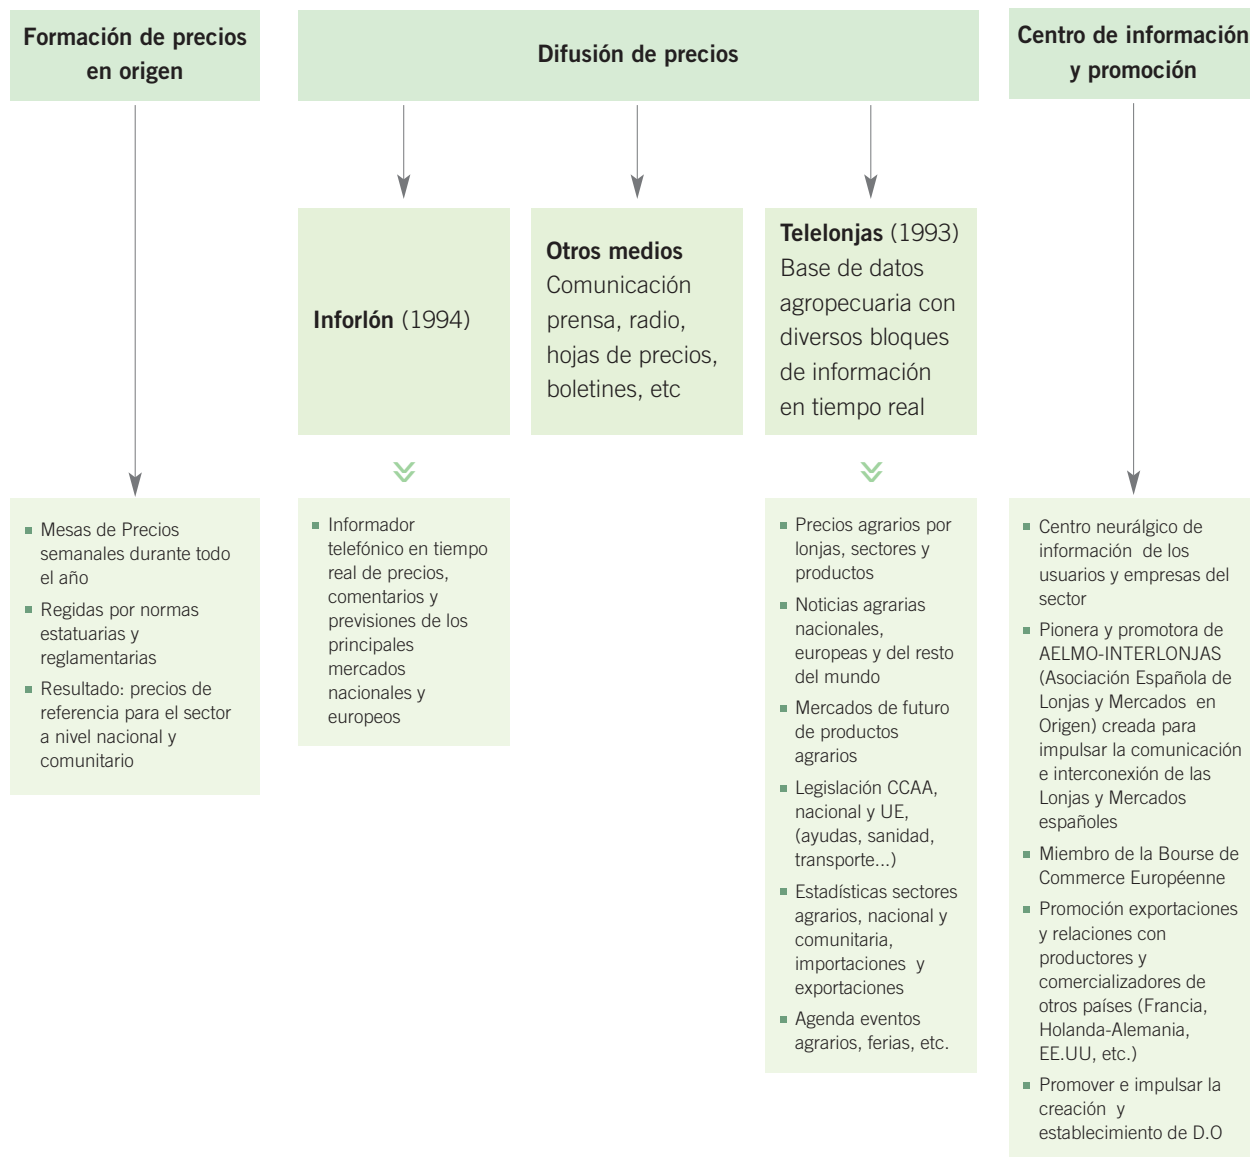 Formación de precios
en origen
Difusión de precios
Centro de información
y promoción
Inforlón (1994)
Otros medios
Comunicación
prensa, radio,
hojas de precios,
boletines, etc
Telelonjas (1993)
Base de datos
agropecuaria con
diversos bloques
de información
en tiempo real
Mesas de Precios
semanales durante todo
el año
Regidas por normas
estatuarias y
reglamentarias
Resultado: precios de
referencia para el sector
a nivel nacional y
comunitario
Informador
telefónico en tiempo
real de precios,
comentarios y
previsiones de los
principales
mercados
nacionales y
europeos
Precios agrarios por
lonjas, sectores y
productos
Noticias agrarias
nacionales,
europeas y del resto
del mundo
Mercados de futuro
de productos
agrarios
Legislación CCAA,
nacional y UE,
(ayudas, sanidad,
transporte...)
Estadísticas sectores
agrarios, nacional y
comunitaria,
importaciones y
exportaciones
Agenda eventos
agrarios, ferias, etc.
Centro neurálgico de
información de los
usuarios y empresas del
sector
Pionera y promotora de
AELMO-INTERLONJAS
(Asociación Española de
Lonjas y Mercados en
Origen) creada para
impulsar la comunicación
e interconexión de las
Lonjas y Mercados
españoles
Miembro de la Bourse de
Commerce Européenne
Promoción exportaciones
y relaciones con
productores y
comercializadores de
otros países (Francia,
Holanda-Alemania,
EE.UU, etc.)
Promover e impulsar la
creación y
establecimiento de D.O